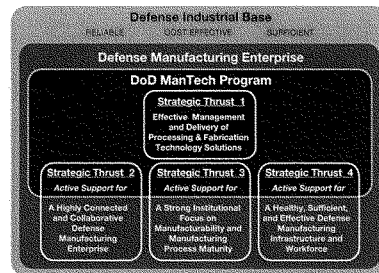 Defense Industrial Base
RELIABLE COST EFFECTIVE SUFFICIENT
Defense Manufacturing Enterprise
DoD ManTech Program
Strategic Thrust 1
Effective Management
and Delivery of
Processing & Fabrication
Technology Solutions
Strategic Thrust 2
Active Support for
A Highly Connected
and Collaborative
Defense
Manufacturing
Enterprise
Strategic Thrust 3
Active Support for
A Strong Institutional
Focus on
Manufacturability and
Manufacturing
Process Maturity
Strategic Thrust 4
Active Support for
A Healthy, Sufficient,
and Effective Defense
Manufacturing
Infrastructure and
Workforce